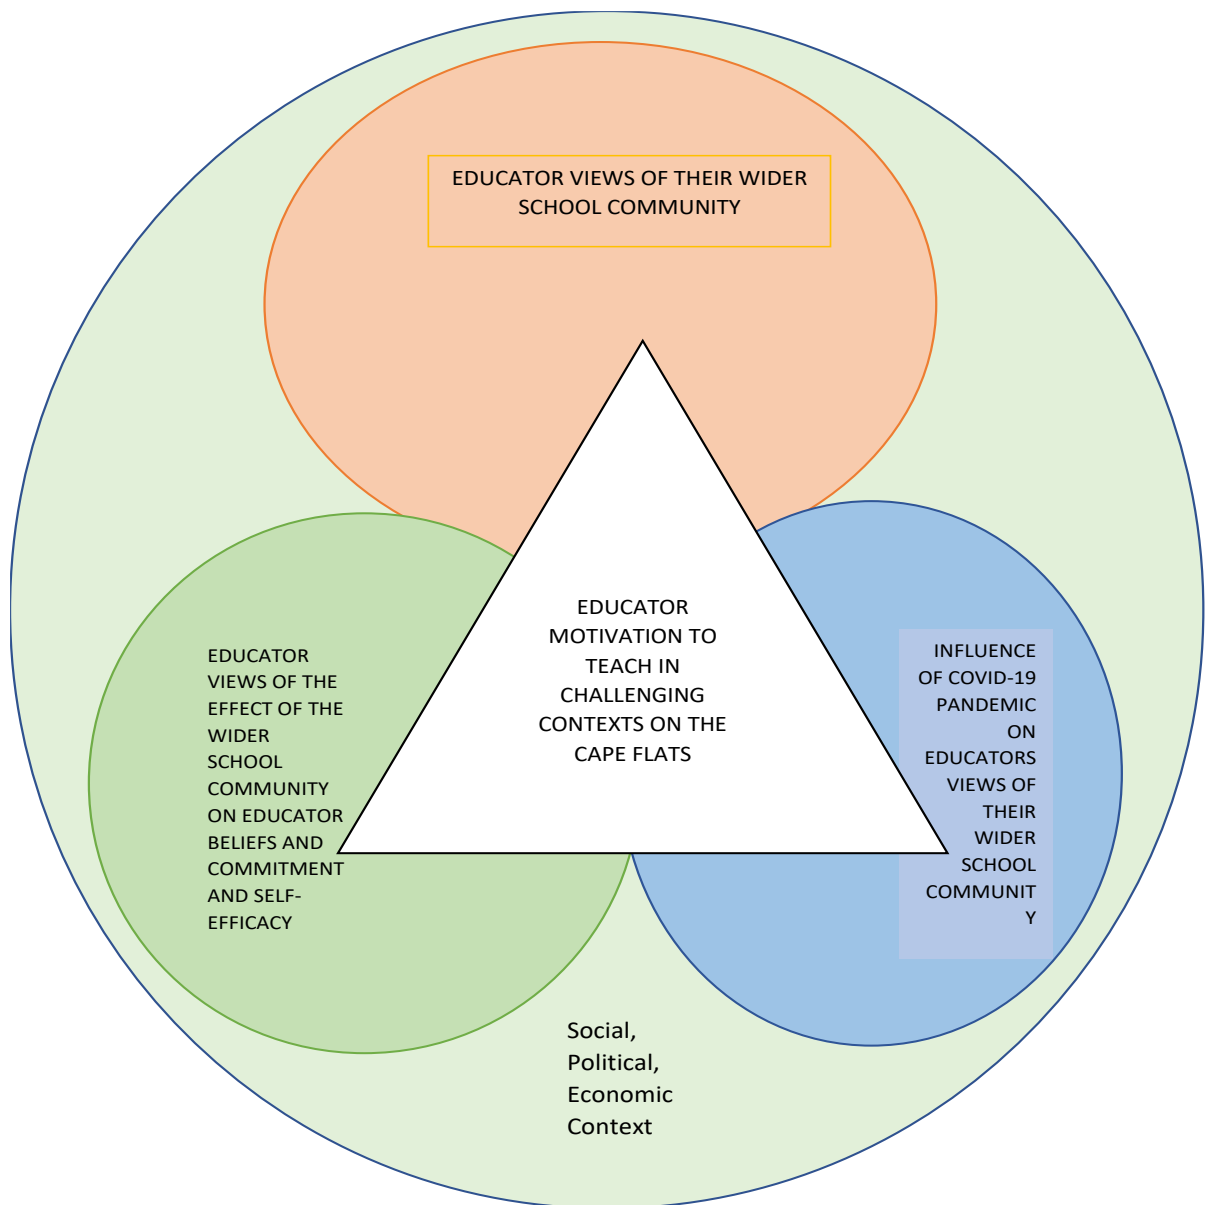 EDUCATOR VIEWS OF THEIR WIDER
SCHOOL COMMUNITY
EDUCATOR
MOTIVATION TO
TEACH IN
CHALLENGING
CONTEXTS ON THE
CAPE FLATS
EDUCATOR
VIEWS OF THE
EFFECT OF THE
WIDER
SCHOOL
COMMUNITY
ON EDUCATOR
BELIEFS AND
COMMITMENT
AND SELF-
EFFICACY
INFLUENCE
OF COVID-19
PANDEMIC
ON
EDUCATORS
VIEWS OF
THEIR
WIDER
SCHOOL
COMMUNIT
Y
Social,
Political,
Economic
Context